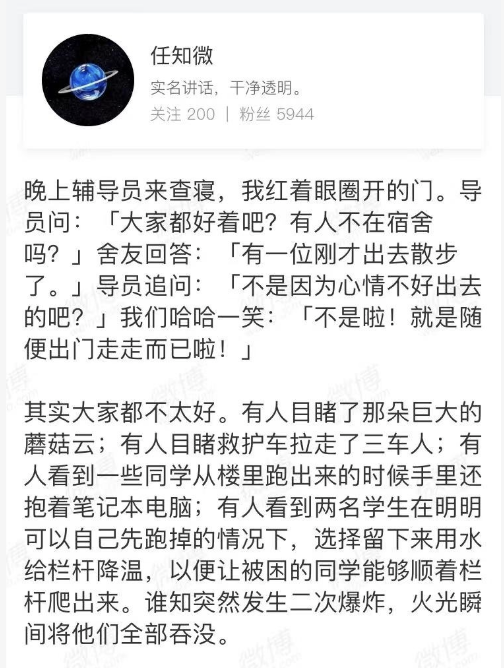 任知微
实名讲话，干净透明。
关注 200 | 粉丝 5944
晚上辅导员来查寝，我红着眼圈开的门。导
员问：「大家都好着吧？有人不在宿舍
吗？」舍友回答：「有一位刚才出去散步
了。」导员追问：「不是因为心情不好出去
的吧？」我们哈哈一笑：「不是啦！就是随
便出门走走而已啦！」
其实大家都不太好。有人目睹了那朵巨大的
蘑菇云；有人目睹救护车拉走了三车人；有
人看到一些同学从楼里跑出来的时候手里还
抱着笔记本电脑；有人看到两名学生在明明
可以自己先跑掉的情况下，选择留下来用水
给栏杆降温，以便让被困的同学能够顺着栏
杆爬出来。谁知突然发生二次爆炸，火光瞬
间将他们全部吞没。